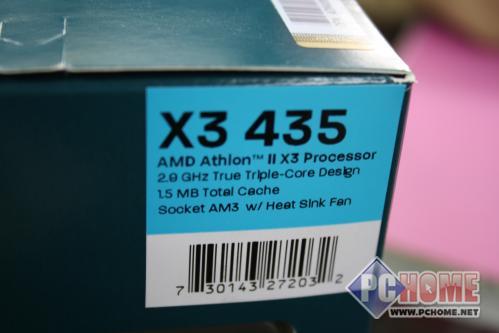 X3 435
AMD Athlon™ II X3 Processor
2.9 GHz True Triple-Core Design
1.5 MB Total Cache
Socket AM3 w/ Heat Sink Fan
7 30143 27203 2
PCHOME
WWW.PCHOME.NET